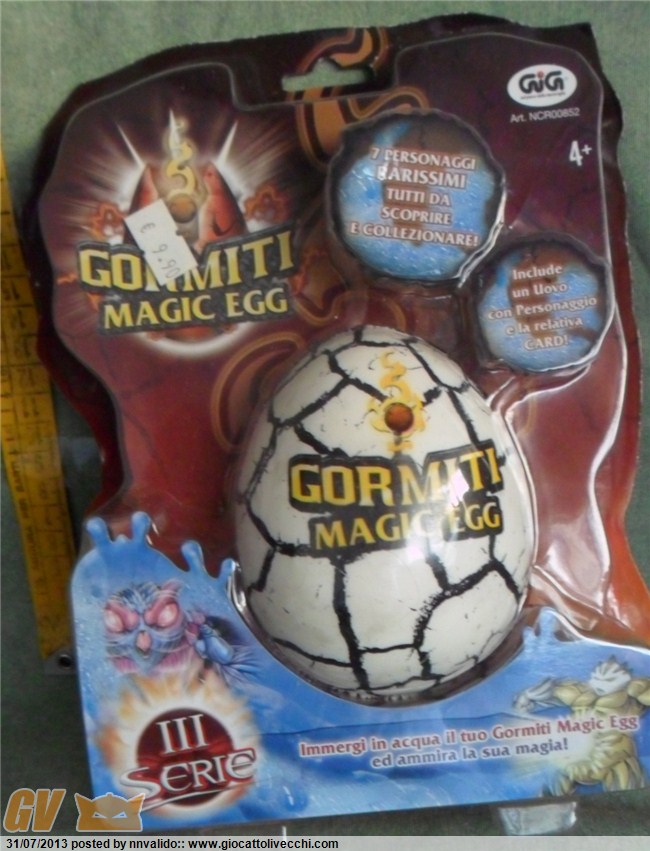 GiG
Art. NCR00852
4+
7 PERSONAGGI
RARISSIMI
TUTTI DA
SCOPRIRE
E COLLEZIONARE!
€ 9.90
GORMITI
MAGIC EGG
Include
un Uovo
con Personaggio
e la relativa
CARD!
GORMITI
MAGIC EGG
III
SERIE
Immergi in acqua il tuo Gormiti Magic Egg
ed ammira la sua magia!
GV
31/07/2013 posted by nnvalido:: www.giocattolivecchi.com